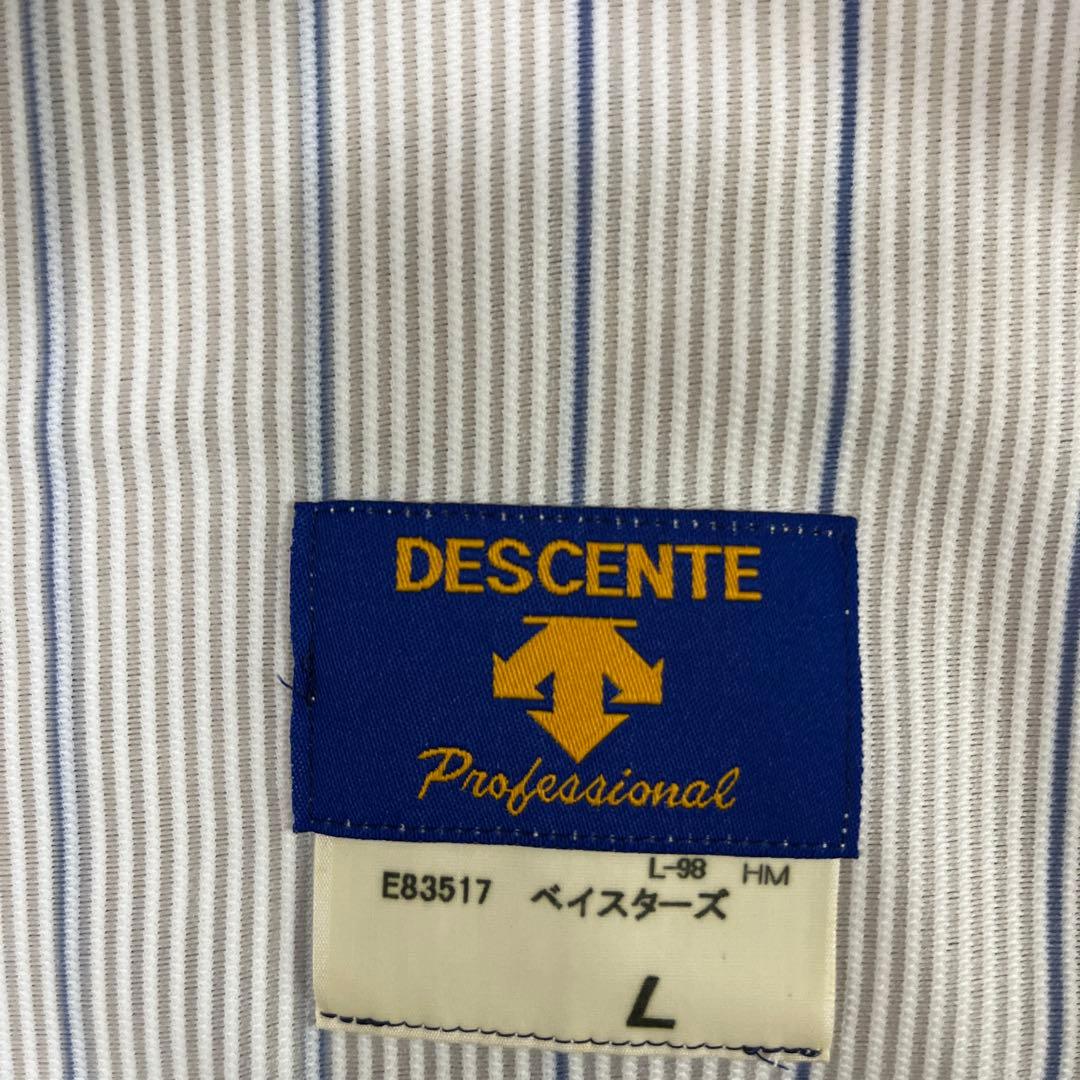 DESCENTE
Professional
L-98 HM
E83517 ベイスターズ
L